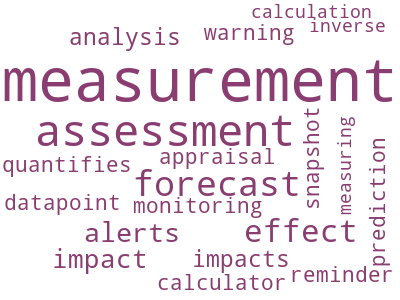 calculation
inverse
analysis
warning
measurement
assessment
snapshot
measuring
prediction
quantifies
appraisal
forecast
datapoint
monitoring
alerts
effect
impact
impacts
calculator
reminder